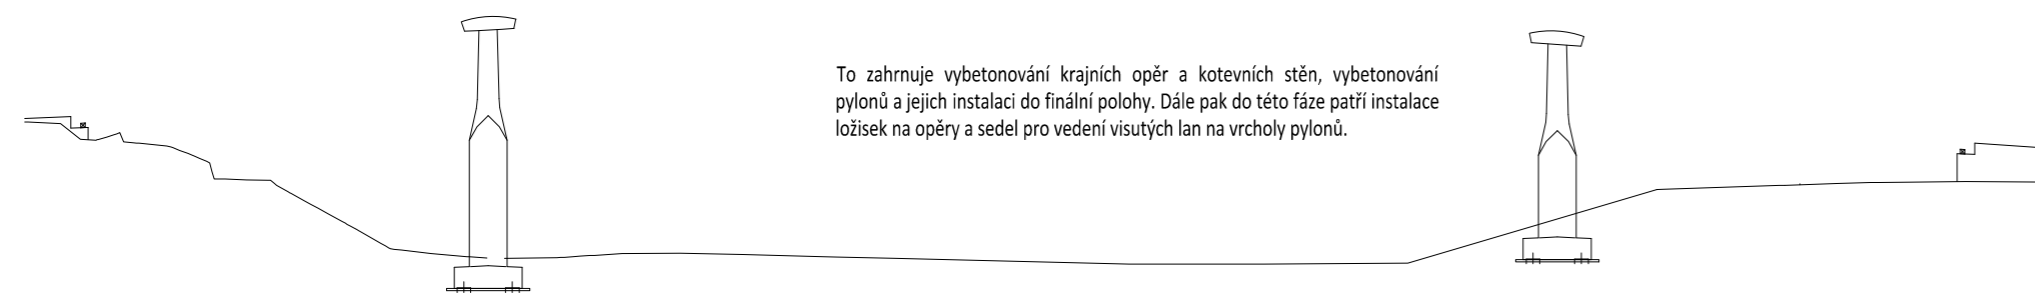 To zahrnuje vybetonování krajních opěr a kotevních stěn, vybetonování
pylonů a jejich instalaci do finální polohy. Dále pak do této fáze patří instalace
ložisek na opěry a sedel pro vedení visutých lan na vrcholy pylonů.